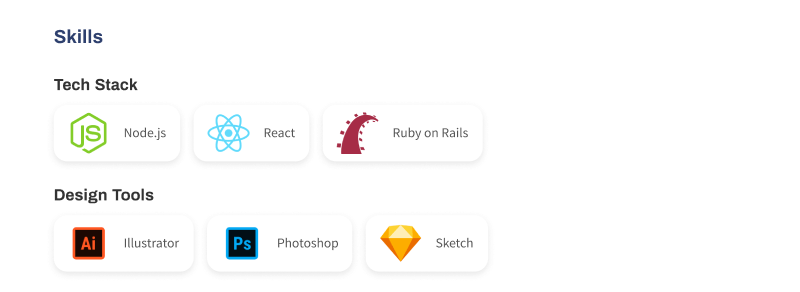 Skills
Tech Stack
JS Node.js React Ruby on Rails
Design Tools
Ai Illustrator Ps Photoshop Sketch